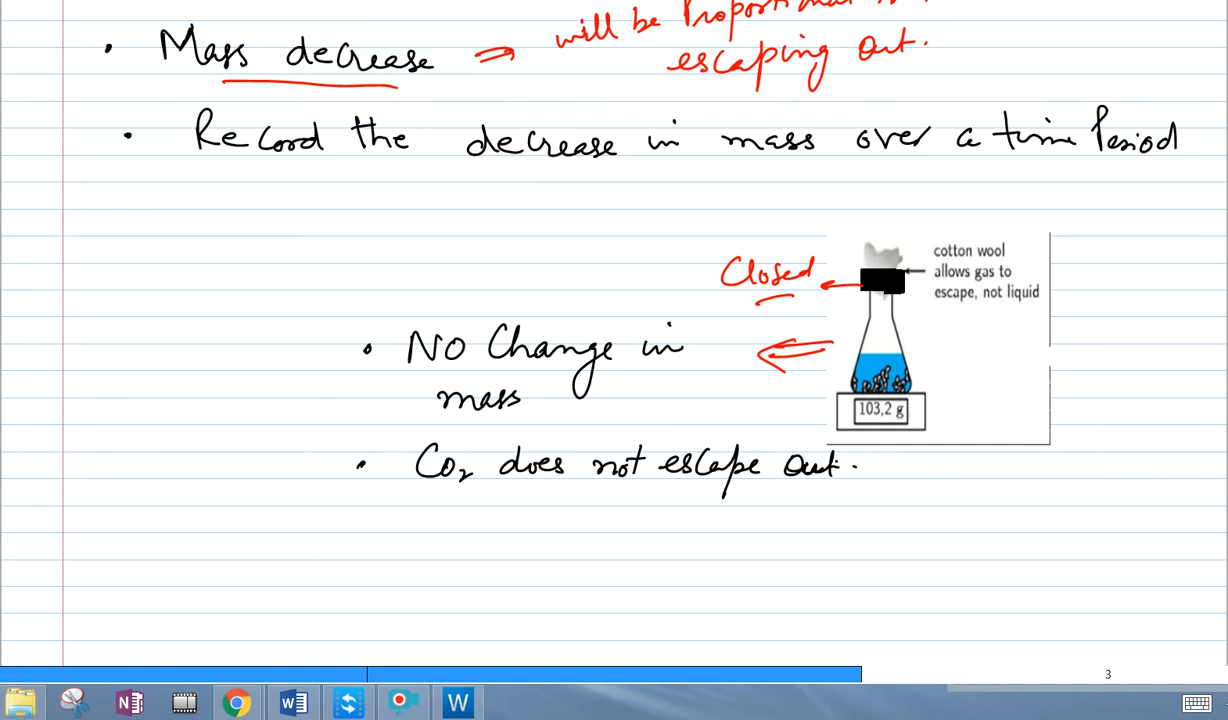 will be Proportional
• Mass decrease ⇒ escaping out.
• Record the decrease in mass over a time Period
cotton wool
allows gas to
escape, not liquid
Closed
• NO Change in
mass
103,2 g
• CO₂ does not escape out.
3